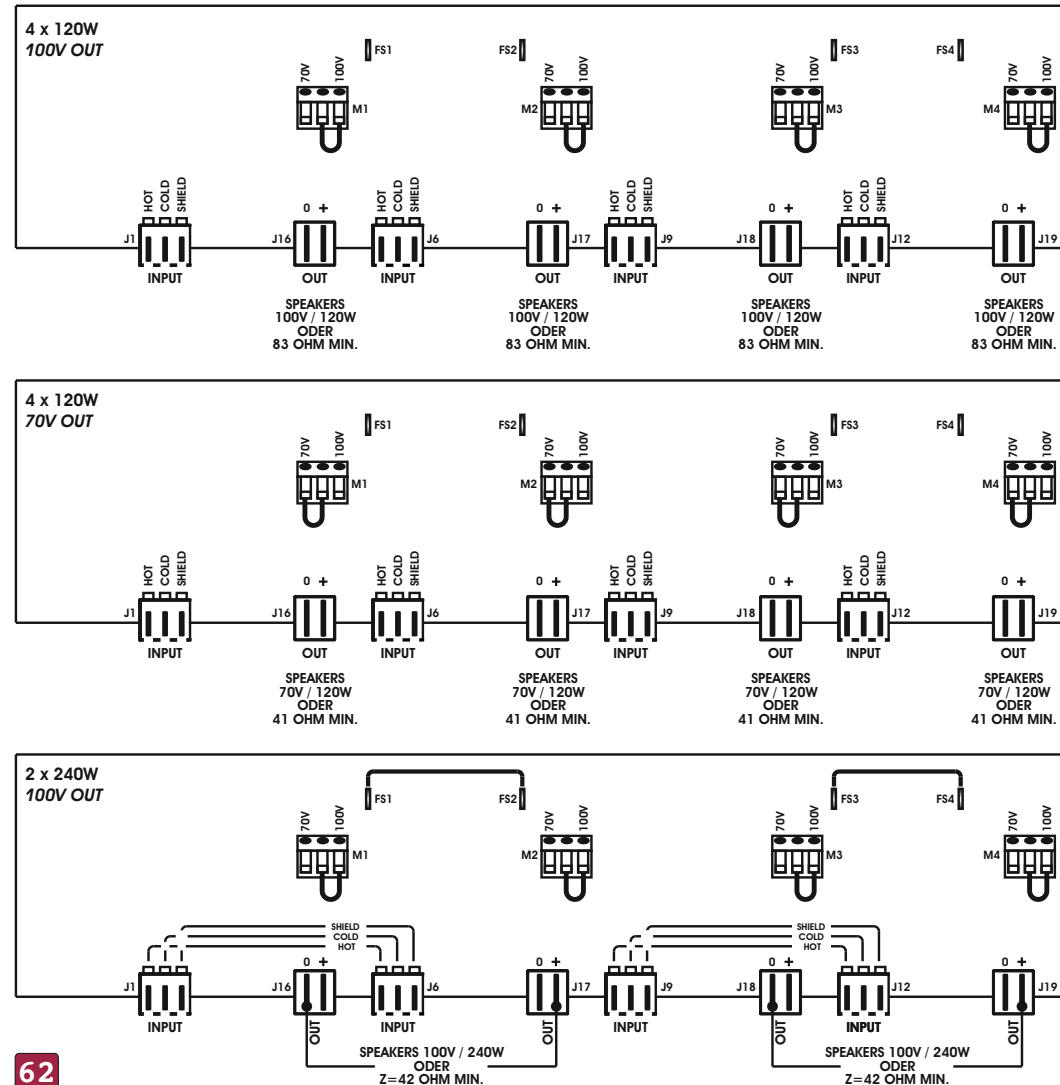 4 x 120W
100V OUT
FS1 FS2 FS3 FS4
70V 100V 70V 100V 70V 100V 70V 100V
M1 M2 M3 M4
HOT COLD SHIELD HOT COLD SHIELD HOT COLD SHIELD HOT COLD SHIELD
0 + 0 + 0 + 0 +
J1 J16 J6 J17 J9 J18 J12 J19
INPUT OUT INPUT OUT INPUT OUT INPUT OUT
SPEAKERS SPEAKERS SPEAKERS SPEAKERS
100V / 120W 100V / 120W 100V / 120W 100V / 120W
ODER ODER ODER ODER
83 OHM MIN. 83 OHM MIN. 83 OHM MIN. 83 OHM MIN.
4 x 120W
70V OUT
FS1 FS2 FS3 FS4
70V 100V 70V 100V 70V 100V 70V 100V
M1 M2 M3 M4
HOT COLD SHIELD HOT COLD SHIELD HOT COLD SHIELD HOT COLD SHIELD
0 + 0 + 0 + 0 +
J1 J16 J6 J17 J9 J18 J12 J19
INPUT OUT INPUT OUT INPUT OUT INPUT OUT
SPEAKERS SPEAKERS SPEAKERS SPEAKERS
70V / 120W 70V / 120W 70V / 120W 70V / 120W
ODER ODER ODER ODER
41 OHM MIN. 41 OHM MIN. 41 OHM MIN. 41 OHM MIN.
2 x 240W
100V OUT
FS1 FS2 FS3 FS4
70V 100V 70V 100V 70V 100V 70V 100V
M1 M2 M3 M4
SHIELD SHIELD
COLD COLD
HOT HOT
0 + 0 + 0 + 0 +
J1 J16 J6 J17 J9 J18 J12 J19
INPUT OUT INPUT OUT INPUT OUT INPUT OUT
SPEAKERS 100V / 240W SPEAKERS 100V / 240W
ODER ODER
Z=42 OHM MIN. Z=42 OHM MIN.
62